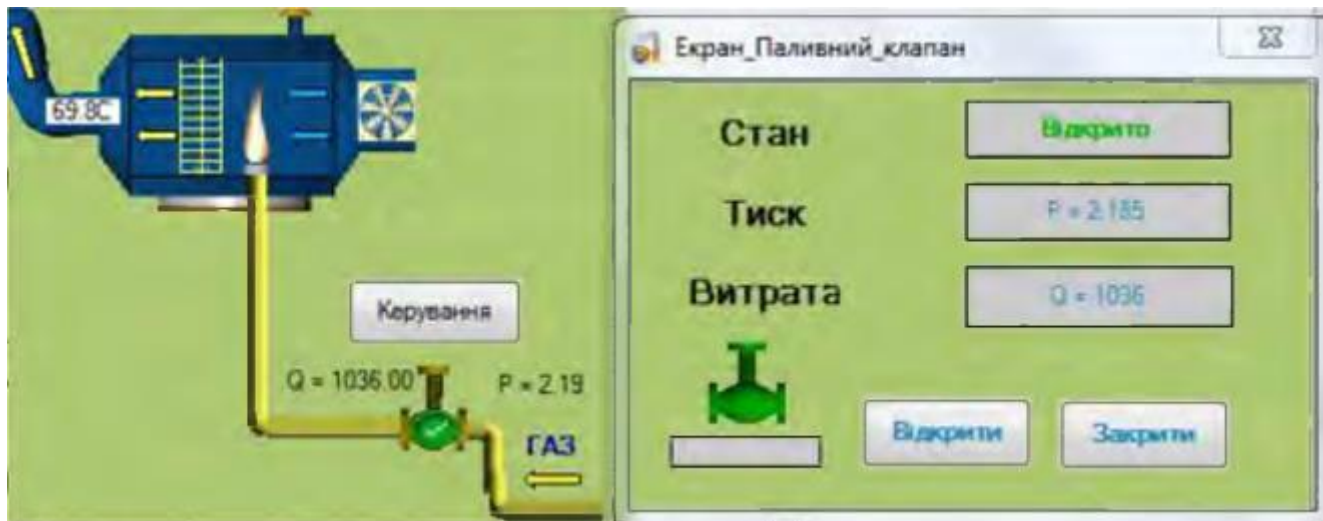 69.8C
Керування
Q = 1036.00
P = 2.19
ГАЗ
Екран_Паливний_клапан
Стан
Відкрито
Тиск
P = 2.185
Витрата
Q = 1036
Відкрити
Закрити